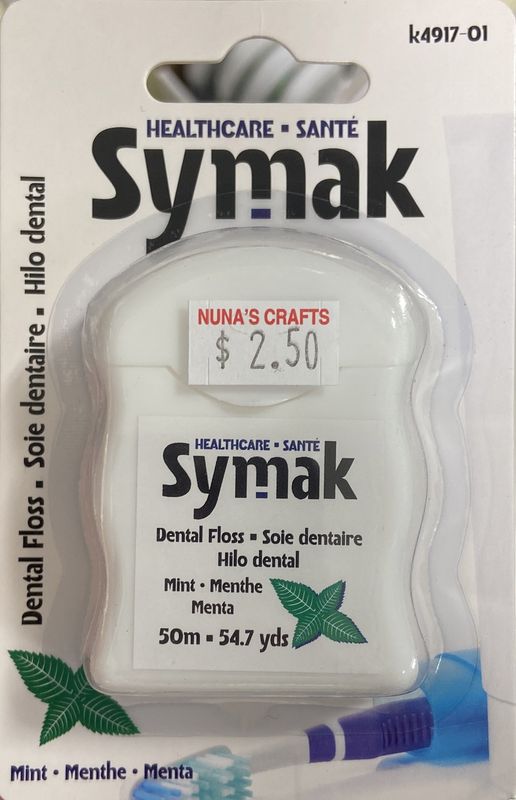 k4917-01
HEALTHCARE ▪ SANTÉ
Symak
Dental Floss ▪ Soie dentaire ▪ Hilo dental
NUNA'S CRAFTS
$ 2.50
HEALTHCARE ▪ SANTÉ
Symak
Dental Floss ▪ Soie dentaire
Hilo dental
Mint • Menthe
Menta
50m ▪ 54.7 yds
Mint • Menthe • Menta